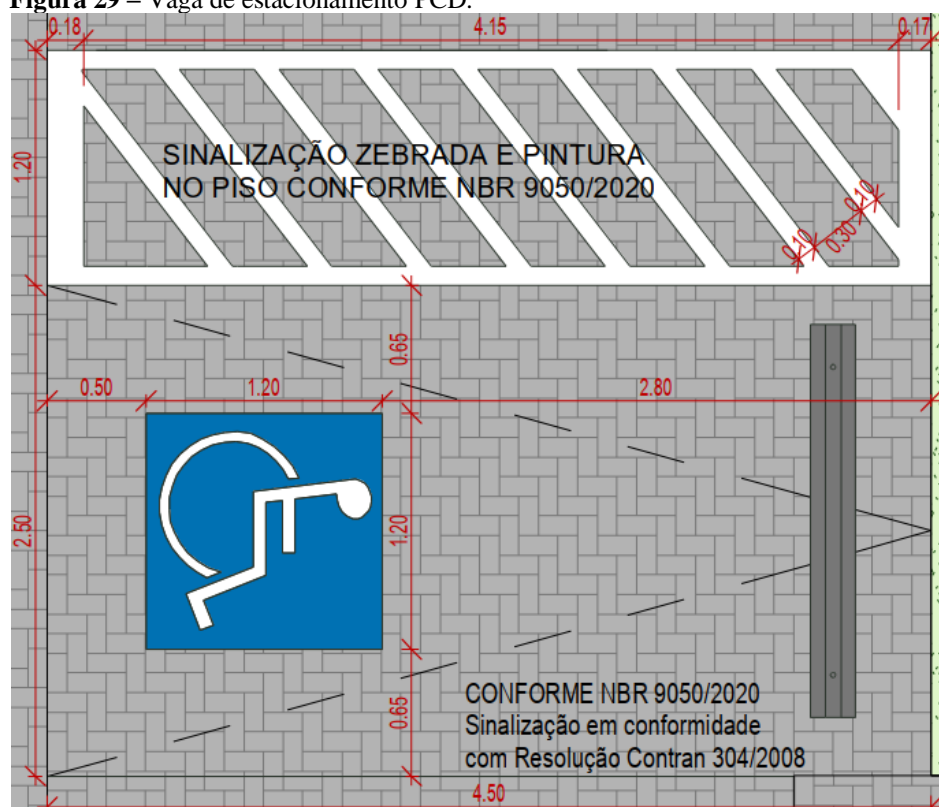 Figura 29 – Vaga de estacionamento PCD.
0.18
4.15
0.17
1.20
SINALIZAÇÃO ZEBRADA E PINTURA
NO PISO CONFORME NBR 9050/2020
0.10
0.30
0.10
0.65
0.50
1.20
2.80
2.50
1.20
0.65
CONFORME NBR 9050/2020
Sinalização em conformidade
com Resolução Contran 304/2008
4.50